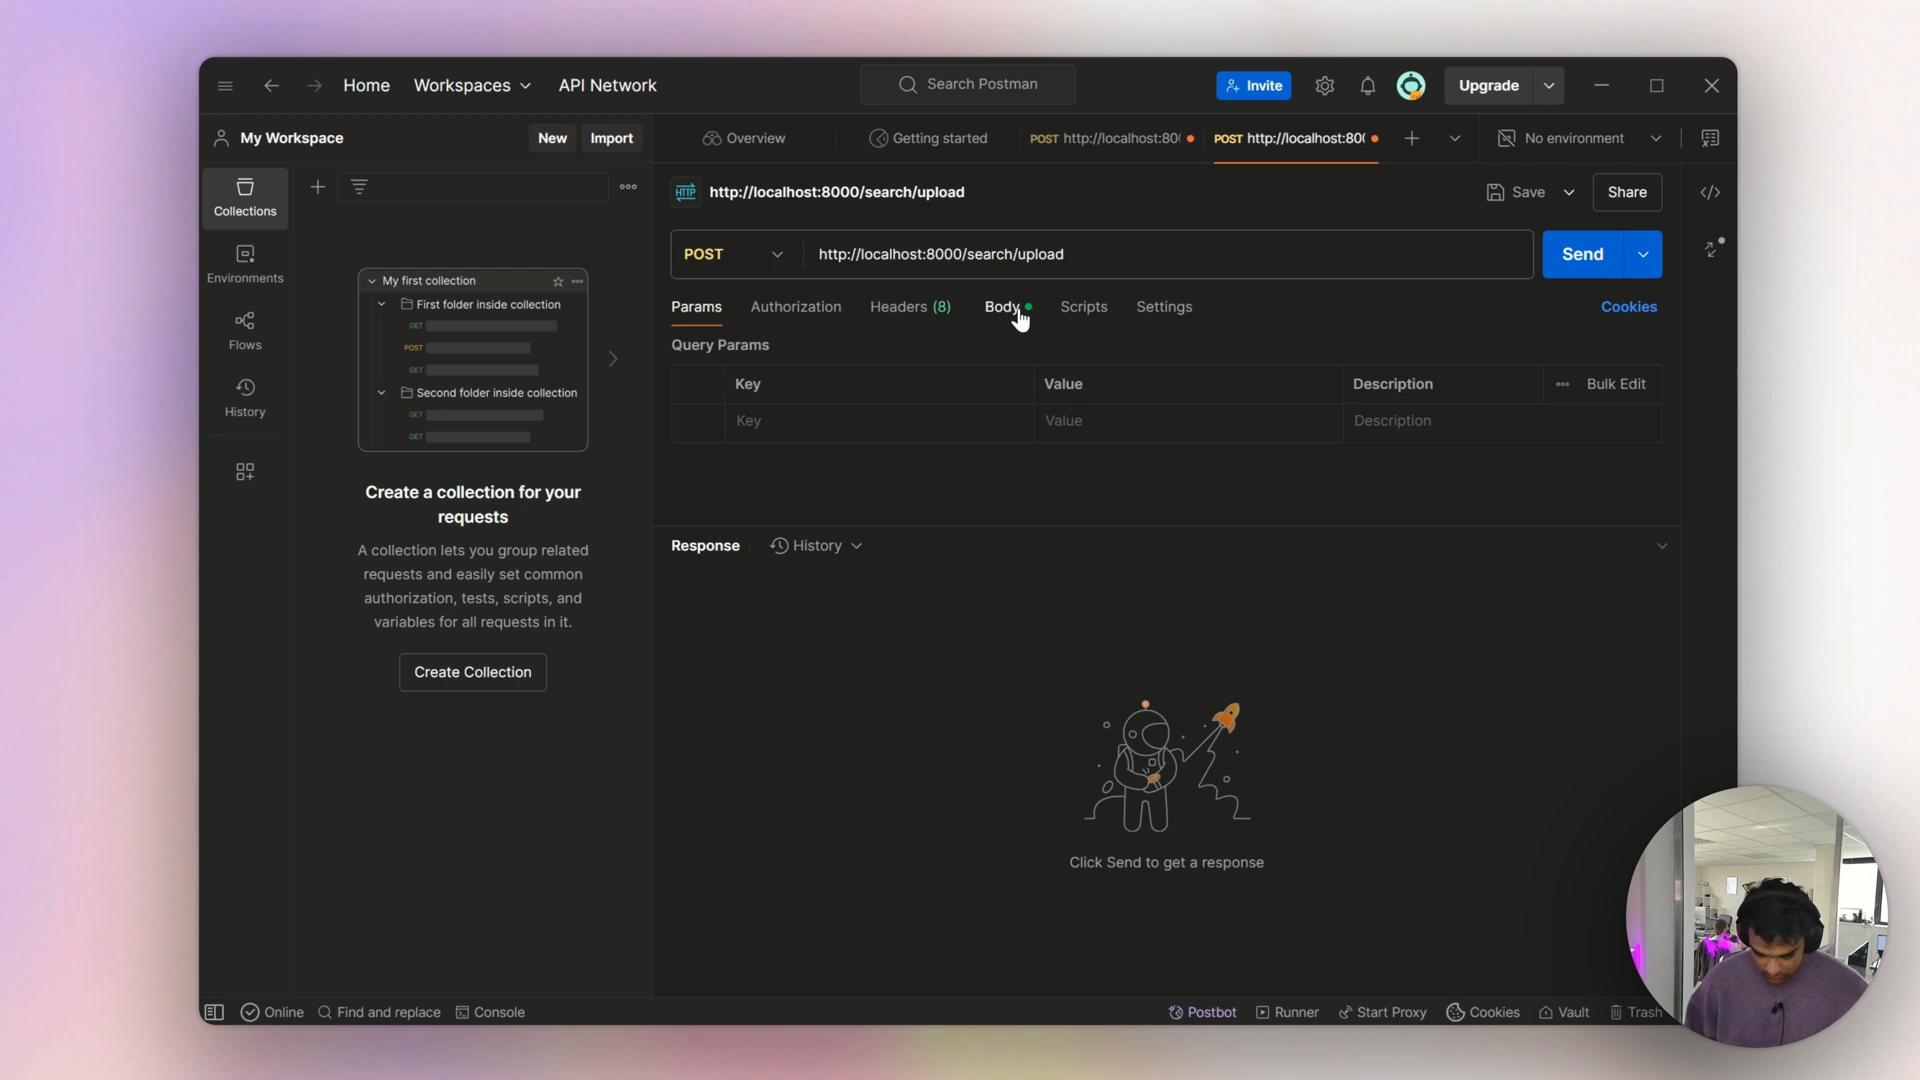 Home Workspaces API Network
Search Postman
Invite
Upgrade
My Workspace
New Import
Overview
Getting started
POST http://localhost:80
POST http://localhost:80
No environment
Collections
Environments
Flows
History
My first collection
First folder inside collection
GET
POST
GET
Second folder inside collection
GET
GET
Create a collection for your
requests
A collection lets you group related
requests and easily set common
authorization, tests, scripts, and
variables for all requests in it.
Create Collection
HTTP http://localhost:8000/search/upload
Save
Share
POST
http://localhost:8000/search/upload
Send
Params Authorization Headers (8) Body Scripts Settings
Cookies
Query Params
Key Value Description Bulk Edit
Key Value Description
Response History
Click Send to get a response
Online Find and replace Console
Postbot Runner Start Proxy Cookies Vault Trash